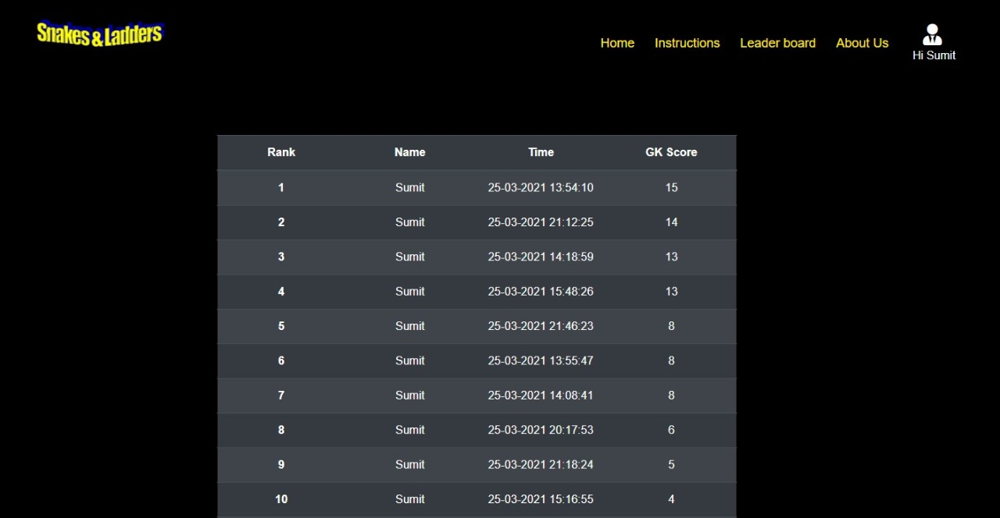 Snakes & Ladders
Home Instructions Leader board About Us
Hi Sumit
Rank Name Time GK Score
1 Sumit 25-03-2021 13:54:10 15
2 Sumit 25-03-2021 21:12:25 14
3 Sumit 25-03-2021 14:18:59 13
4 Sumit 25-03-2021 15:48:26 13
5 Sumit 25-03-2021 21:46:23 8
6 Sumit 25-03-2021 13:55:47 8
7 Sumit 25-03-2021 14:08:41 8
8 Sumit 25-03-2021 20:17:53 6
9 Sumit 25-03-2021 21:18:24 5
10 Sumit 25-03-2021 15:16:55 4